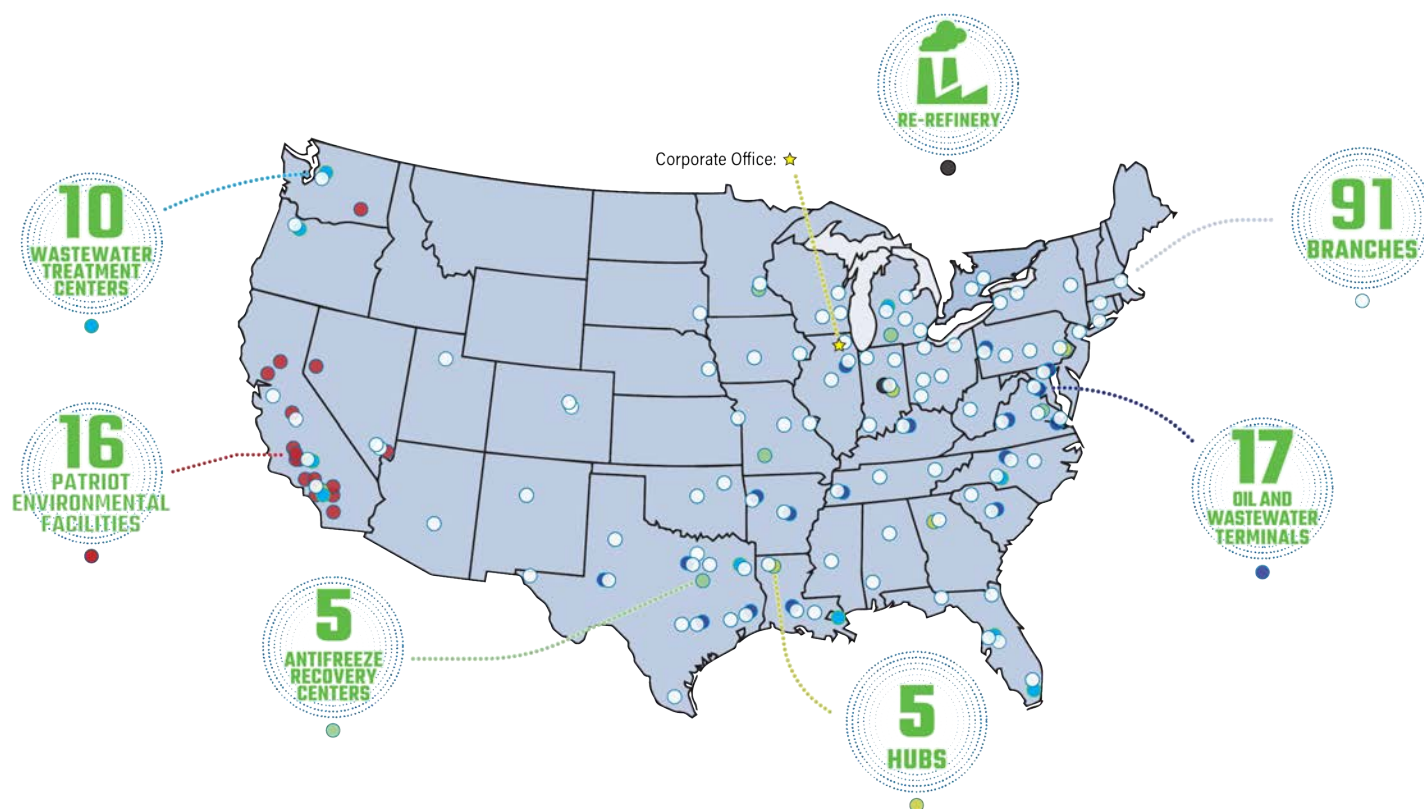 RE-REFINERY
Corporate Office:
10
WASTEWATER
TREATMENT
CENTERS
91
BRANCHES
16
PATRIOT
ENVIRONMENTAL
FACILITIES
17
OIL AND
WASTEWATER
TERMINALS
5
ANTIFREEZE
RECOVERY
CENTERS
5
HUBS